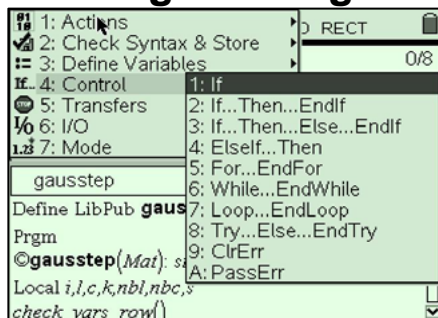 1: Actions
RECT
2: Check Syntax & Store
0/8
3: Define Variables
If... 4: Control
1: If
5: Transfers
2: If...Then...EndIf
6: I/O
3: If...Then...Else...EndIf
7: Mode
4: ElseIf...Then
5: For...EndFor
gausstep
6: While...EndWhile
Define LibPub gaus
7: Loop...EndLoop
Prgm
8: Try...Else...EndTry
©gausstep(Mat): s
9: ClrErr
Local i,l,c,k,nbl,nbc,s
A: PassErr
check_vars_row()